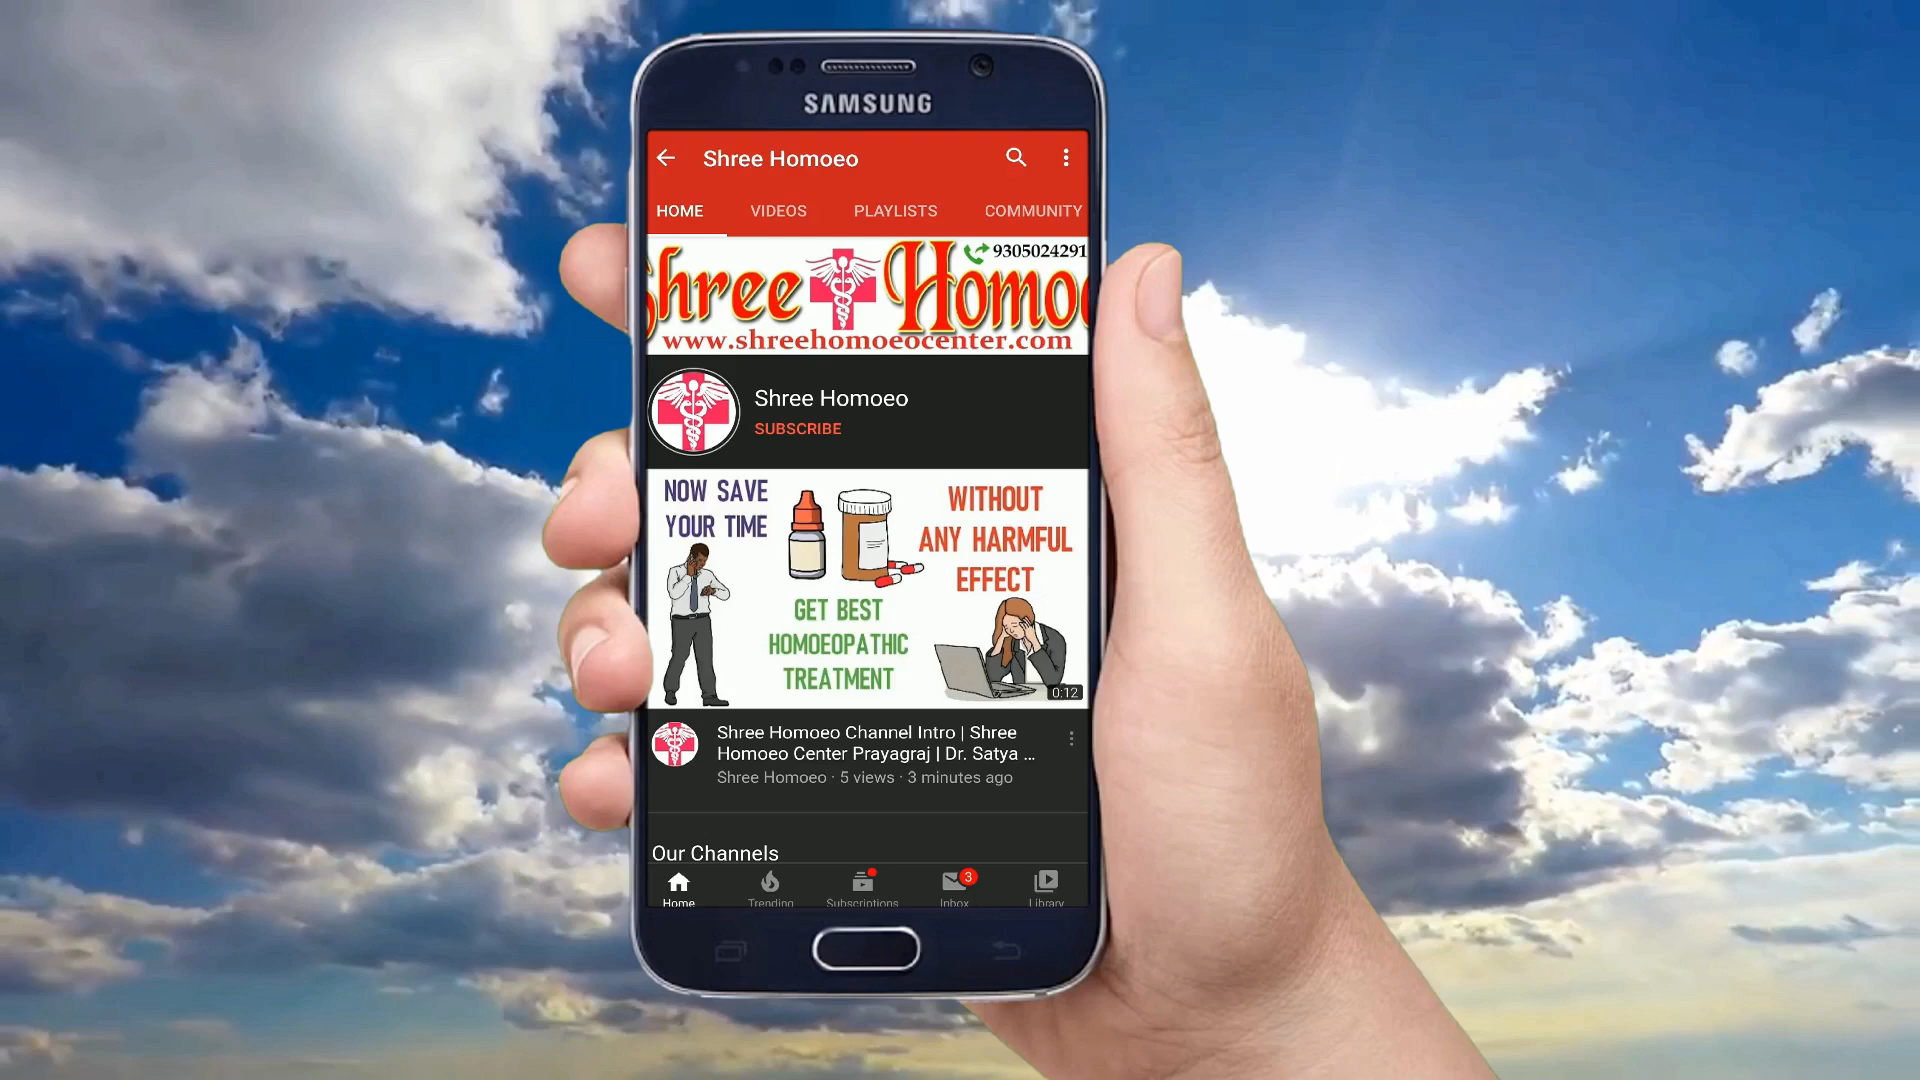 SAMSUNG
Shree Homoeo
HOME VIDEOS PLAYLISTS COMMUNITY
9305024291
Shree Homoe
www.shreehomoeocenter.com
Shree Homoeo
SUBSCRIBE
NOW SAVE
YOUR TIME
WITHOUT
ANY HARMFUL
EFFECT
GET BEST
HOMOEOPATHIC
TREATMENT
0:12
Shree Homoeo Channel Intro | Shree
Homoeo Center Prayagraj | Dr. Satya ...
Shree Homoeo · 5 views · 3 minutes ago
Our Channels
3
Home Trending Subscriptions Inbox Library